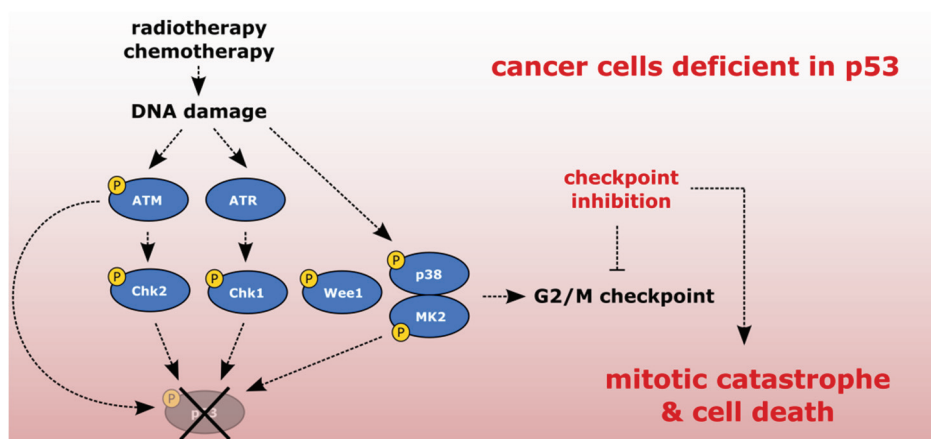 radiotherapy
chemotherapy
cancer cells deficient in p53
DNA damage
P
ATM
ATR
checkpoint
inhibition
P
Chk2
P
Chk1
P
Wee1
P
p38
MK2
P
G2/M checkpoint
P
mitotic catastrophe
& cell death